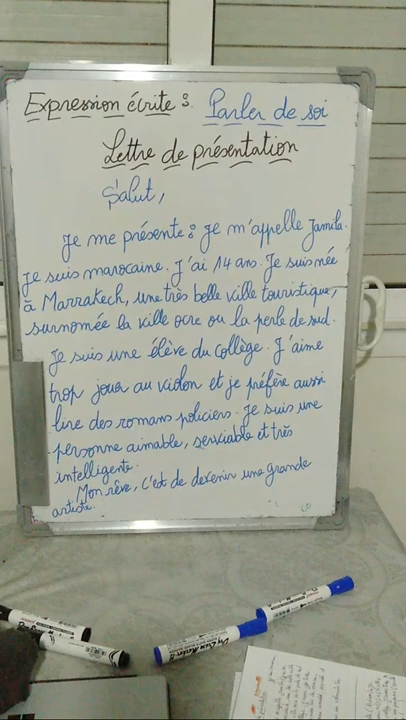 Expression écrite : Parler de soi
Lettre de présentation
Salut,
Je me présente : Je m'appelle Jamila.
Je suis marocaine. J'ai 14 ans. Je suis née
à Marrakech, une très belle ville touristique,
surnomée la ville ocre ou la perle de sud.
Je suis une élève du collège. J'aime
trop jouer au violon et je préfère aussi
lire des romans policiers. Je suis une
personne aimable, serviable et très
intelligente.
Mon rêve, c'est de devenir une grande
artiste.